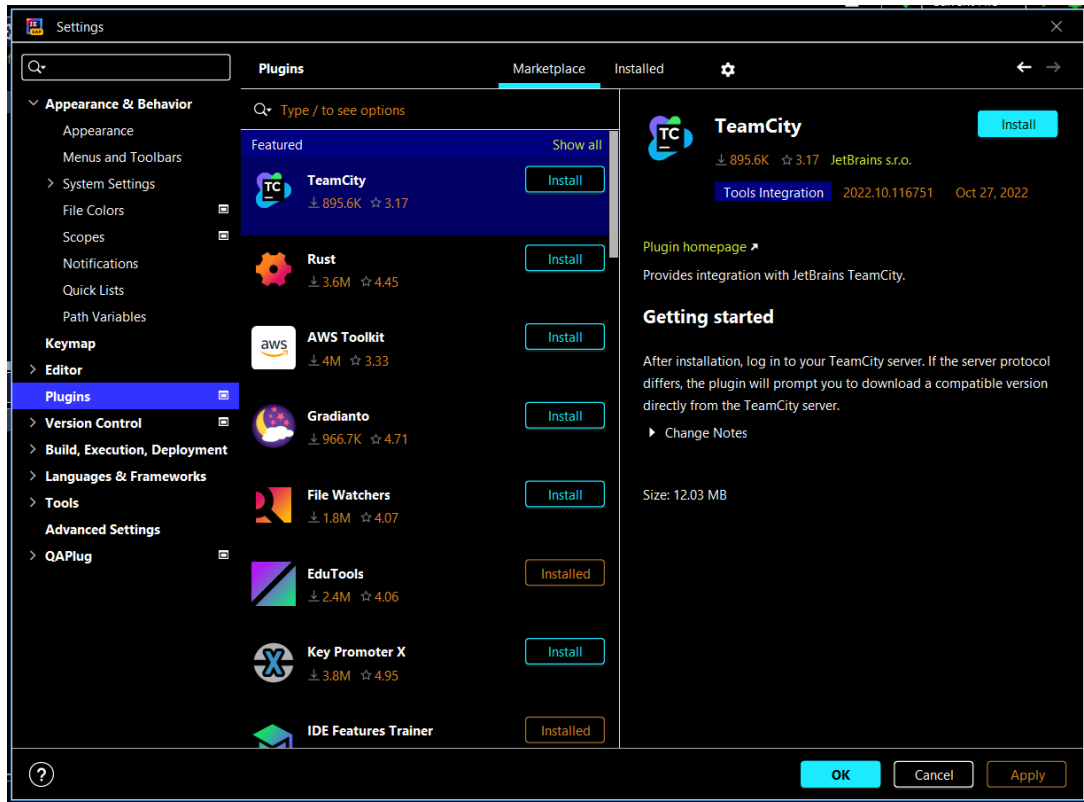 Settings
Appearance & Behavior
Appearance
Menus and Toolbars
System Settings
File Colors
Scopes
Notifications
Quick Lists
Path Variables
Keymap
Editor
Plugins
Version Control
Build, Execution, Deployment
Languages & Frameworks
Tools
Advanced Settings
QAPlug
Plugins Marketplace Installed
Type / to see options
Featured Show all
TeamCity Install
895.6K 3.17
Rust Install
3.6M 4.45
AWS Toolkit Install
aws
4M 3.33
Gradianto Install
966.7K 4.71
File Watchers Install
1.8M 4.07
EduTools Installed
2.4M 4.06
Key Promoter X Install
3.8M 4.95
IDE Features Trainer Installed
TC
TeamCity Install
895.6K 3.17 JetBrains s.r.o.
Tools Integration 2022.10.116751 Oct 27, 2022
Plugin homepage
Provides integration with JetBrains TeamCity.
Getting started
After installation, log in to your TeamCity server. If the server protocol
differs, the plugin will prompt you to download a compatible version
directly from the TeamCity server.
Change Notes
Size: 12.03 MB
? OK Cancel Apply